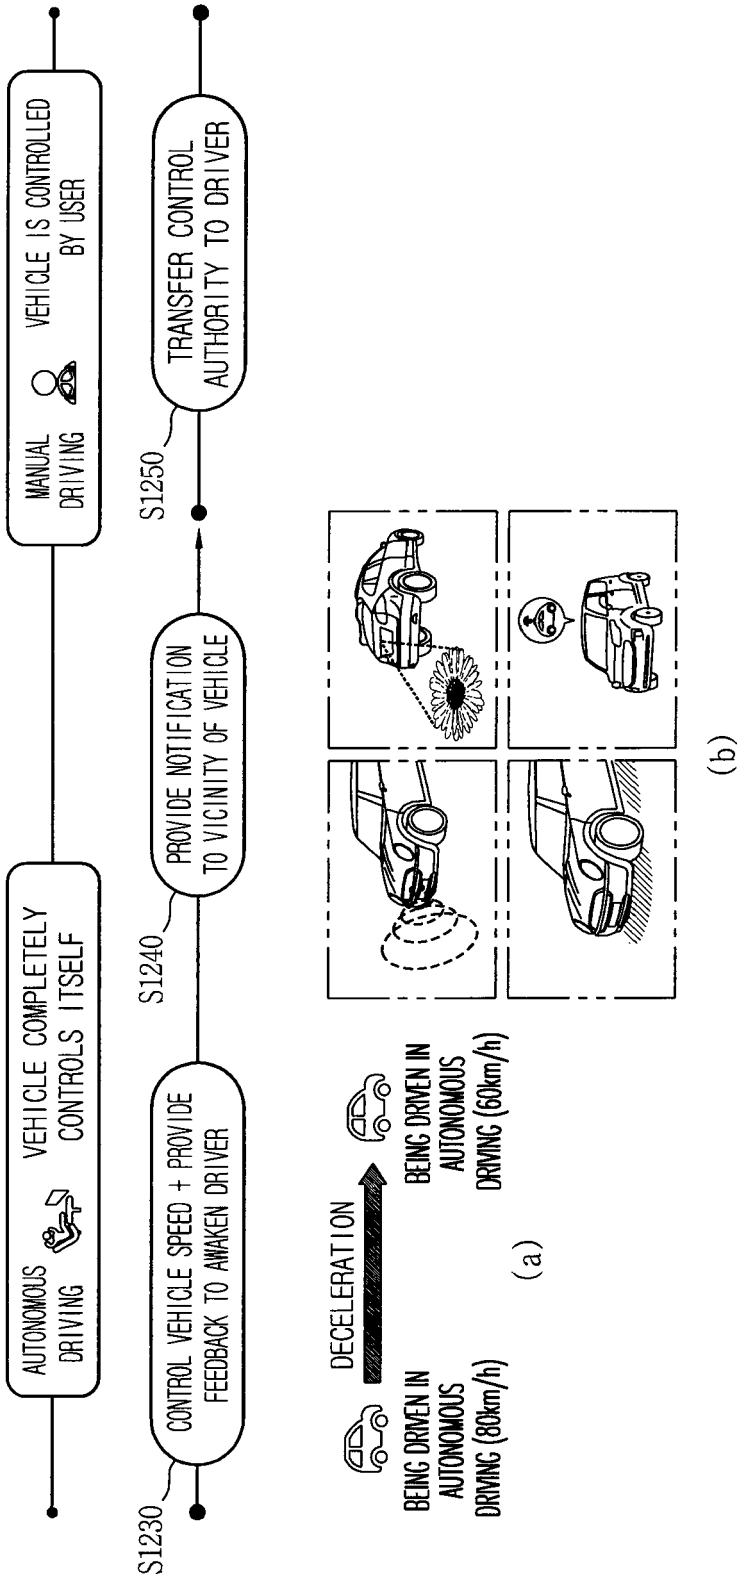 AUTONOMOUS
DRIVING
VEHICLE COMPLETELY
CONTROLS ITSELF
MANUAL
DRIVING
VEHICLE IS CONTROLLED
BY USER
S1230
CONTROL VEHICLE SPEED + PROVIDE
FEEDBACK TO AWAKEN DRIVER
S1240
PROVIDE NOTIFICATION
TO VICINITY OF VEHICLE
S1250
TRANSFER CONTROL
AUTHORITY TO DRIVER
DECELERATION
BEING DRIVEN IN
AUTONOMOUS
DRIVING (80km/h)
BEING DRIVEN IN
AUTONOMOUS
DRIVING (60km/h)
(a)
(b)